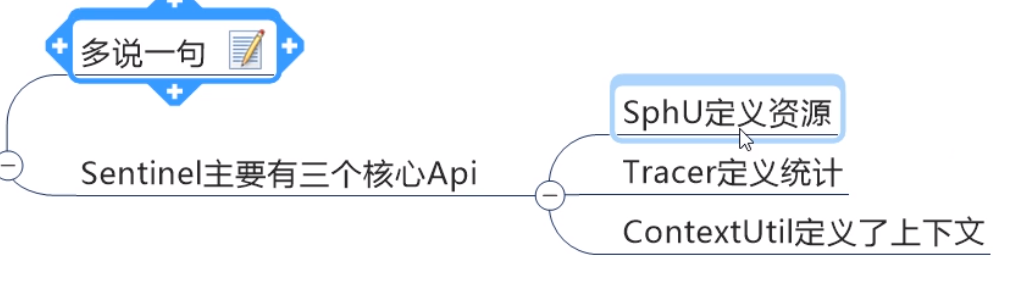 多说一句
SphU定义资源
Sentinel主要有三个核心Api
Tracer定义统计
ContextUtil定义了上下文